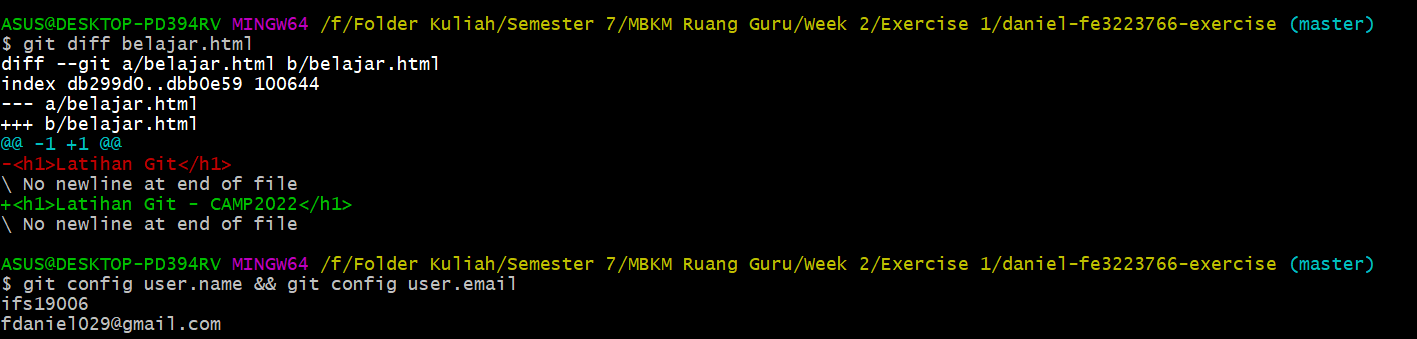 ASUS@DESKTOP-PD394RV MINGW64 /f/Folder Kuliah/Semester 7/MBKM Ruang Guru/Week 2/Exercise 1/daniel-fe3223766-exercise (master)
$ git diff belajar.html
diff --git a/belajar.html b/belajar.html
index db299d0..dbb0e59 100644
--- a/belajar.html
+++ b/belajar.html
@@ -1 +1 @@
-<h1>Latihan Git</h1>
\ No newline at end of file
+<h1>Latihan Git - CAMP2022</h1>
\ No newline at end of file
ASUS@DESKTOP-PD394RV MINGW64 /f/Folder Kuliah/Semester 7/MBKM Ruang Guru/Week 2/Exercise 1/daniel-fe3223766-exercise (master)
$ git config user.name && git config user.email
ifs19006
fdaniel029@gmail.com